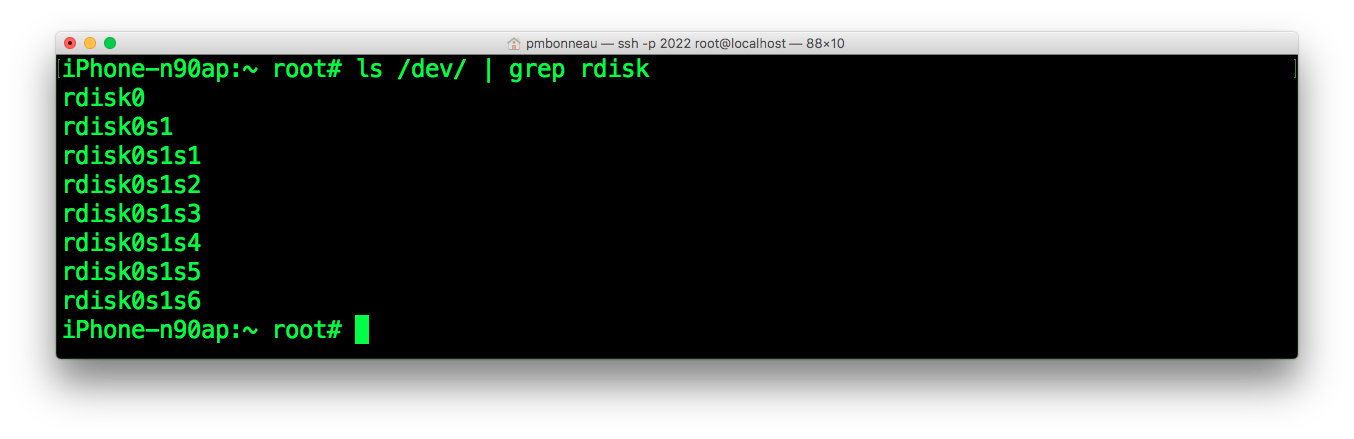 pmbonneau — ssh -p 2022 root@localhost — 88×10
[iPhone-n90ap:~ root# ls /dev/ | grep rdisk ]
rdisk0
rdisk0s1
rdisk0s1s1
rdisk0s1s2
rdisk0s1s3
rdisk0s1s4
rdisk0s1s5
rdisk0s1s6
iPhone-n90ap:~ root#